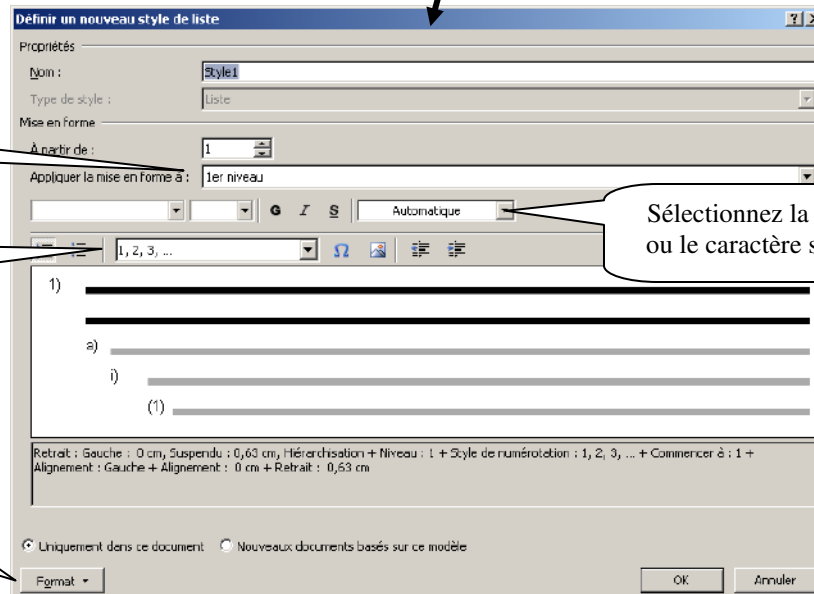 Définir un nouveau style de liste
Propriétés
Nom : Style1
Type de style : Liste
Mise en forme
À partir de : 1
Appliquer la mise en forme à : 1er niveau
G I S Automatique
Sélectionnez la
ou le caractère s
1, 2, 3, ... Ω
1)
a)
i)
(1)
Retrait : Gauche : 0 cm, Suspendu : 0,63 cm, Hiérarchisation + Niveau : 1 + Style de numérotation : 1, 2, 3, ... + Commencer à : 1 +
Alignement : Gauche + Alignement : 0 cm + Retrait : 0,63 cm
Uniquement dans ce document Nouveaux documents basés sur ce modèle
Format OK Annuler